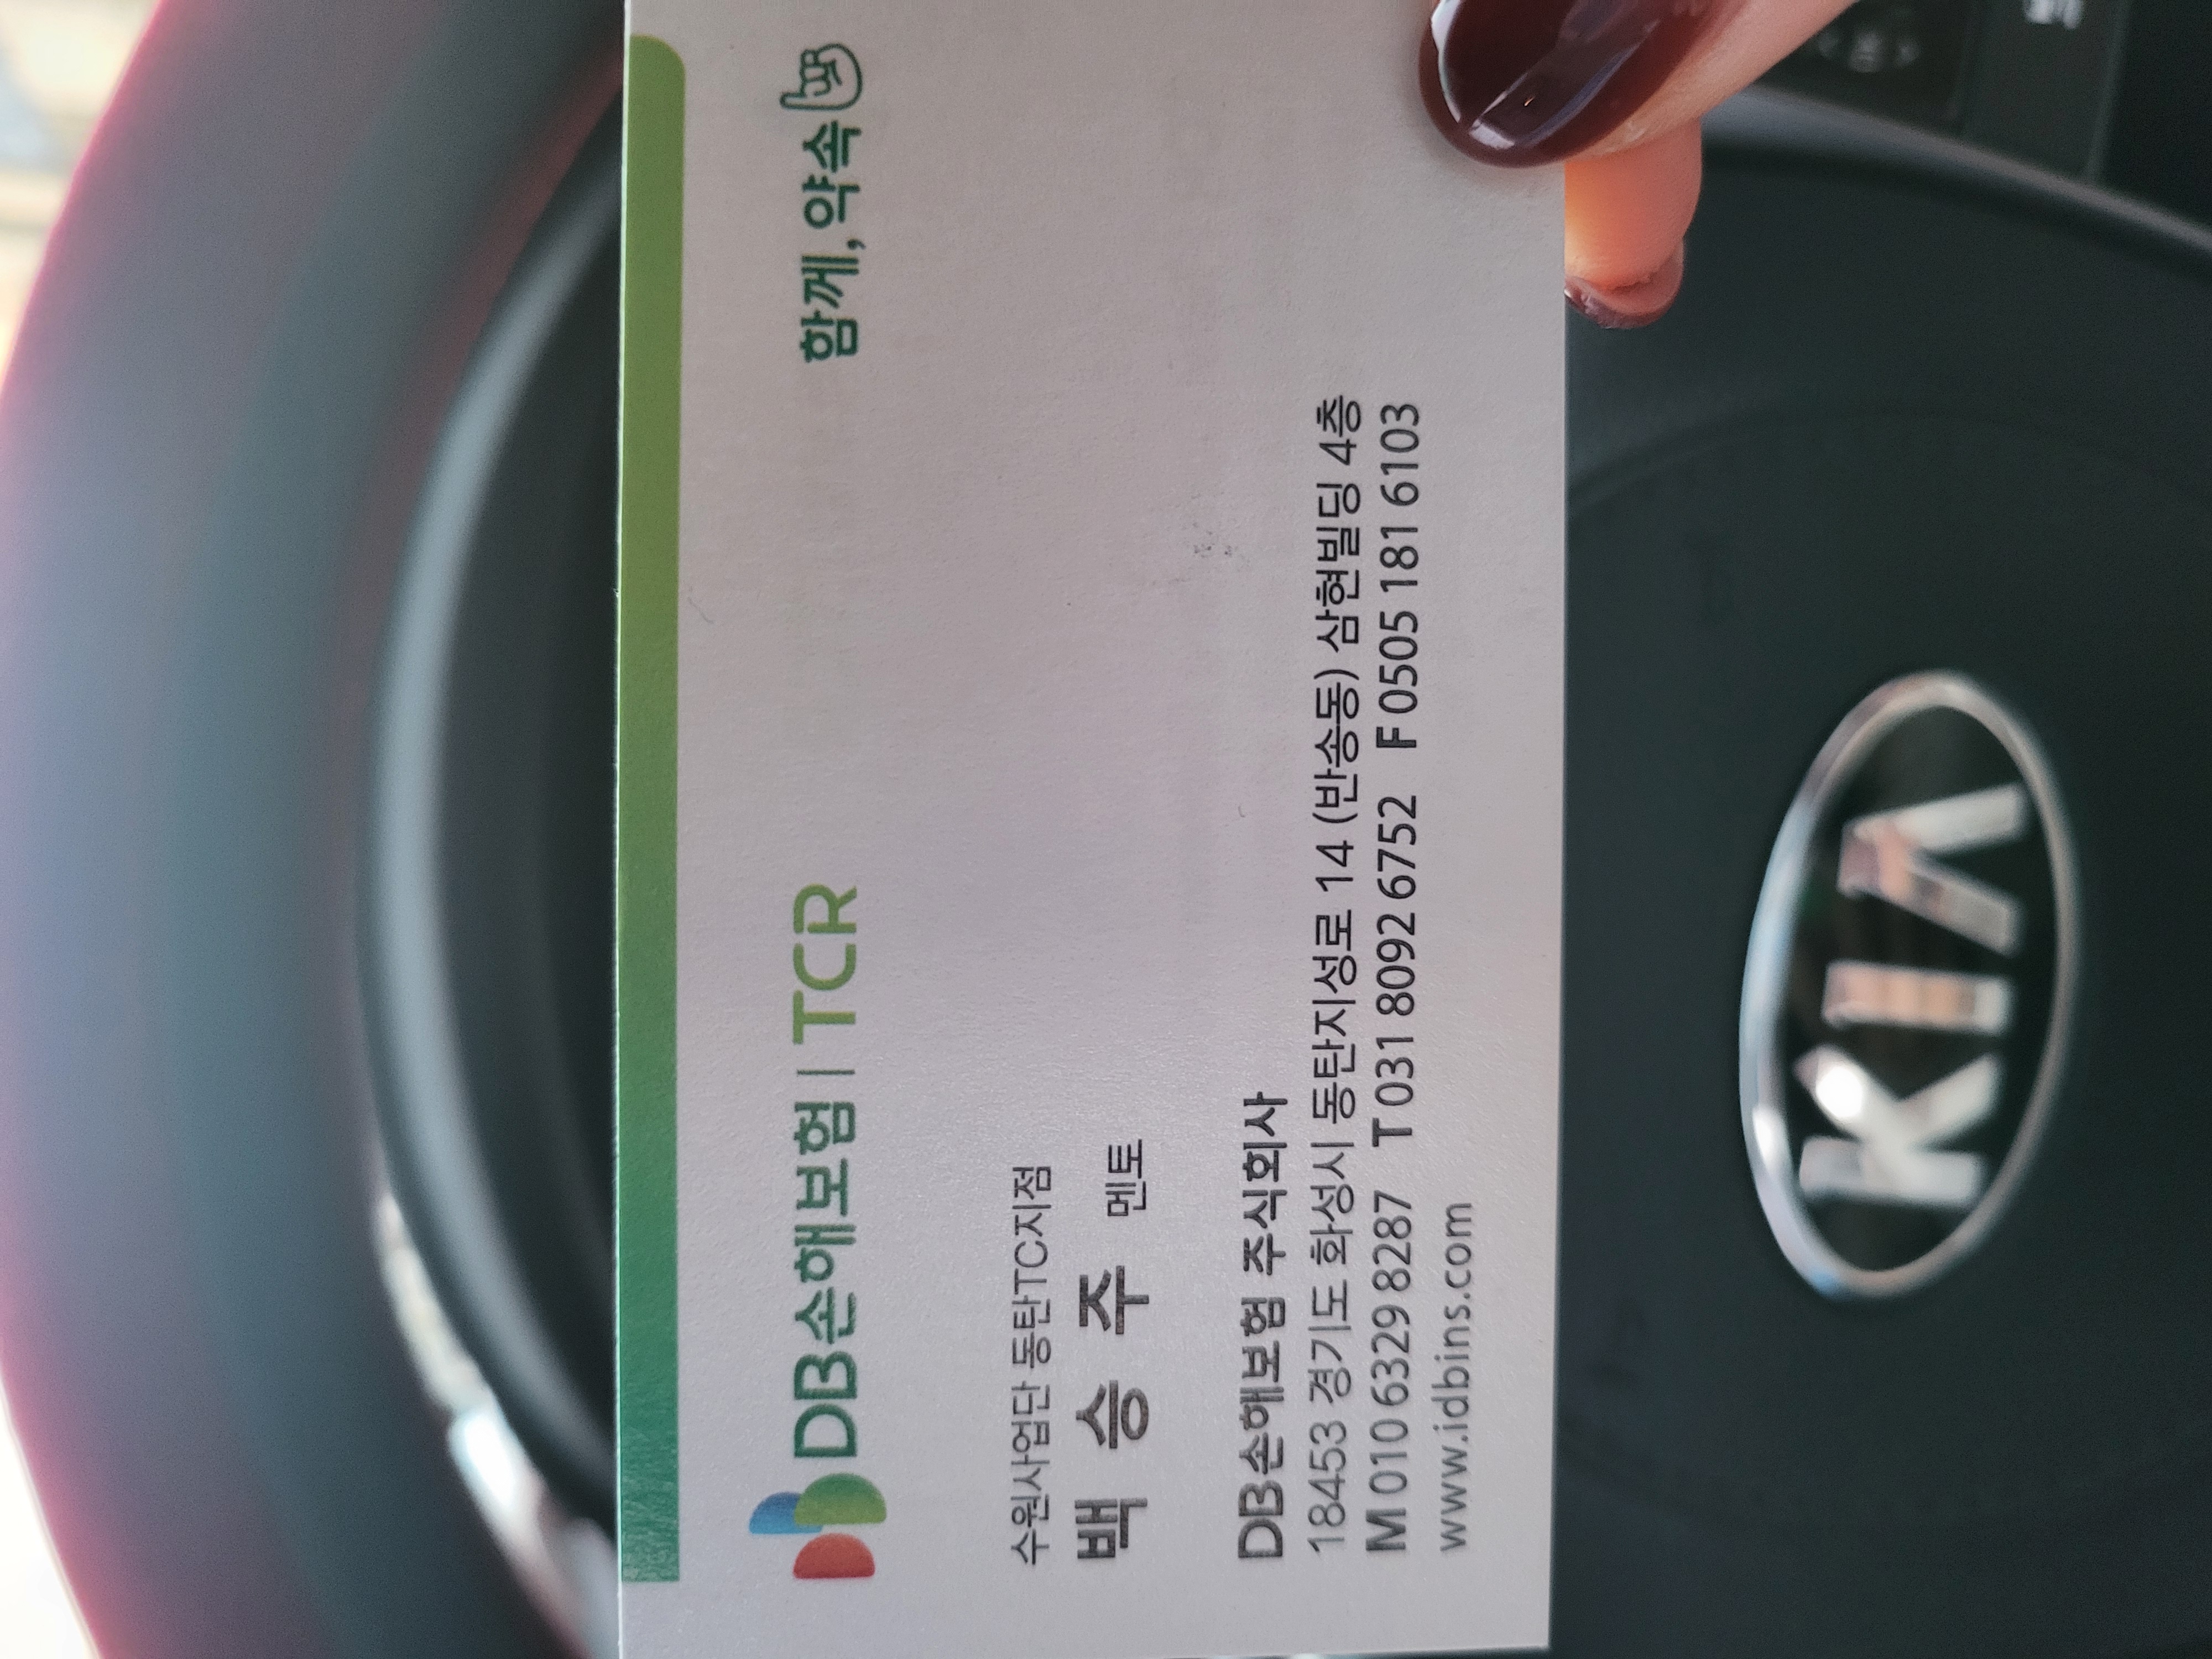 DB손해보험 | TCR
함께, 약속
수원사업단 동탄TC지점
백 승 주 멘토
DB손해보험 주식회사
18453 경기도 화성시 동탄지성로 14 (반송동) 삼현빌딩 4층
M 010 6329 8287 T 031 8092 6752 F 0505 181 6103
www.idbins.com
KIA